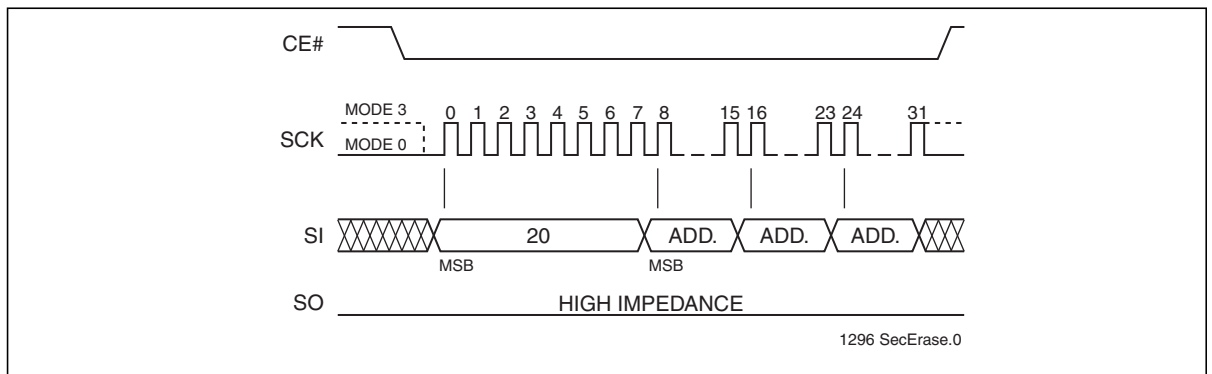 CE#
MODE 3
0 1 2 3 4 5 6 7 8 15 16 23 24 31
SCK
MODE 0
SI 20 ADD. ADD. ADD.
MSB MSB
SO HIGH IMPEDANCE
1296 SecErase.0